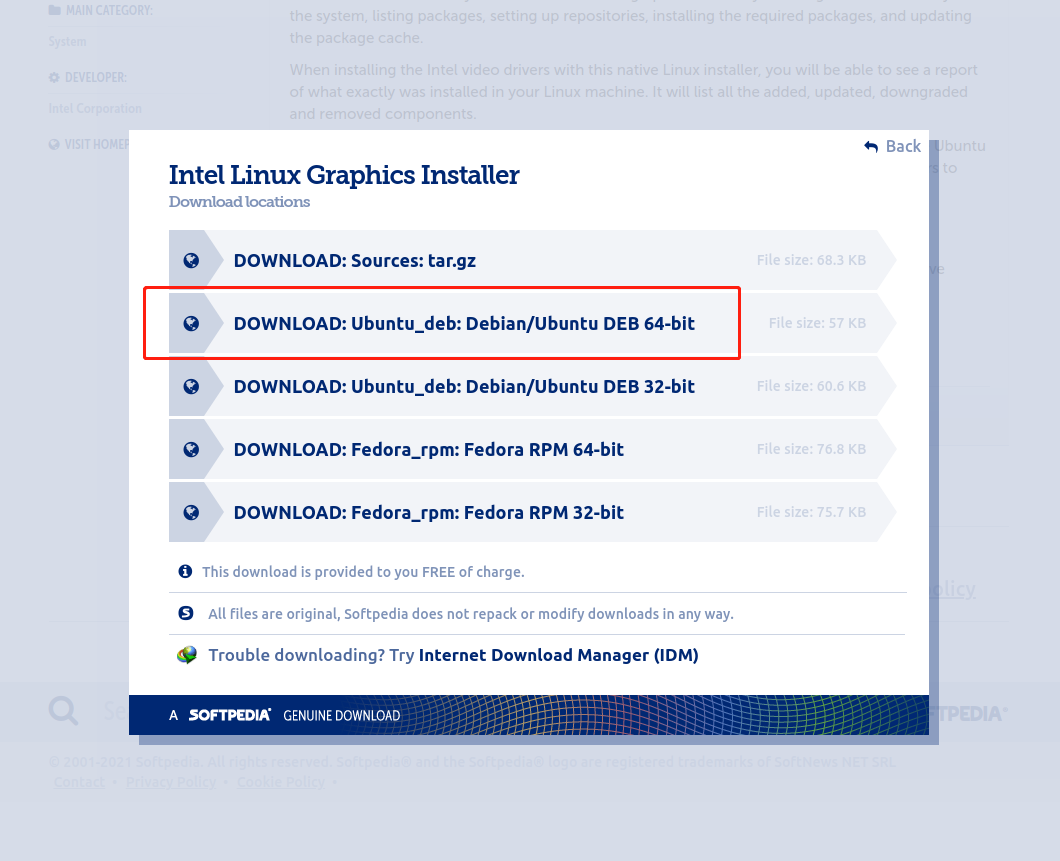 MAIN CATEGORY:
the system, listing packages, setting up repositories, installing the required packages, and updating
the package cache.
System
When installing the Intel video drivers with this native Linux installer, you will be able to see a report
DEVELOPER:
of what exactly was installed in your Linux machine. It will list all the added, updated, downgraded
Intel Corporation
and removed components.
VISIT HOMEP
Back
Ubuntu
to
Intel Linux Graphics Installer
Download locations
DOWNLOAD: Sources: tar.gz
File size: 68.3 KB
DOWNLOAD: Ubuntu_deb: Debian/Ubuntu DEB 64-bit
File size: 57 KB
DOWNLOAD: Ubuntu_deb: Debian/Ubuntu DEB 32-bit
File size: 60.6 KB
DOWNLOAD: Fedora_rpm: Fedora RPM 64-bit
File size: 76.8 KB
DOWNLOAD: Fedora_rpm: Fedora RPM 32-bit
File size: 75.7 KB
This download is provided to you FREE of charge.
olicy
All files are original, Softpedia does not repack or modify downloads in any way.
Trouble downloading? Try Internet Download Manager (IDM)
A SOFTPEDIA® GENUINE DOWNLOAD
Se
FTPEDIA®
© 2001-2021 Softpedia. All rights reserved. Softpedia® and the Softpedia® logo are registered trademarks of SoftNews NET SRL
Contact • Privacy Policy • Cookie Policy •